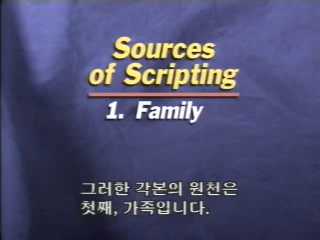 Sources
of Scripting
1. Family
그러한 각본의 원천은
첫째, 가족입니다.